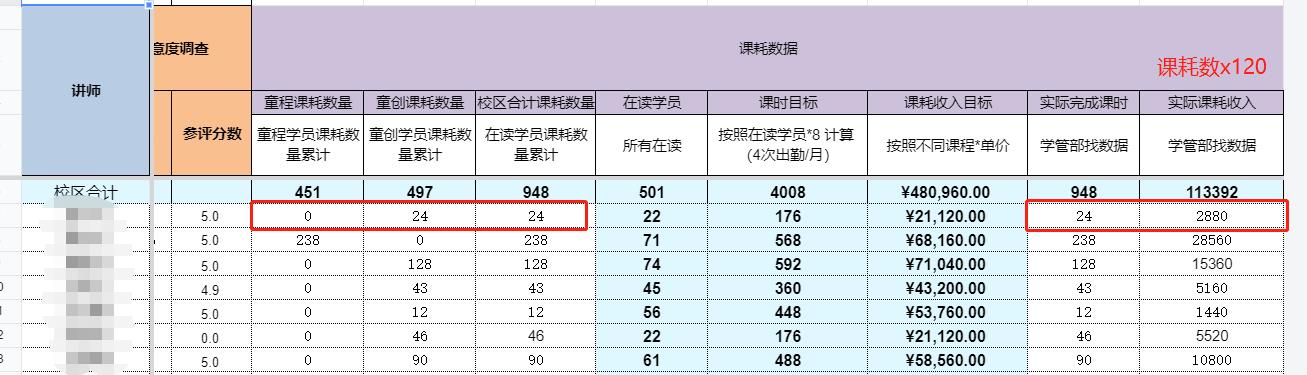 讲师
意度调查
课耗数据
课耗数x120
童程课耗数量 童创课耗数量 校区合计课耗数量 在读学员 课时目标 课耗收入目标 实际完成课时 实际课耗收入
参评分数 童程学员课耗数量累计 童创学员课耗数量累计 在读学员课耗数量累计 所有在读 按照在读学员*8 计算(4次出勤/月) 按照不同课程*单价 学管部找数据 学管部找数据
校区合计 451 497 948 501 4008 ¥480,960.00 948 113392
5.0 0 24 24 22 176 ¥21,120.00 24 2880
5.0 238 0 238 71 568 ¥68,160.00 238 28560
5.0 0 128 128 74 592 ¥71,040.00 128 15360
4.9 0 43 43 45 360 ¥43,200.00 43 5160
5.0 0 12 12 56 448 ¥53,760.00 12 1440
0.0 0 46 46 22 176 ¥21,120.00 46 5520
5.0 0 90 90 61 488 ¥58,560.00 90 10800